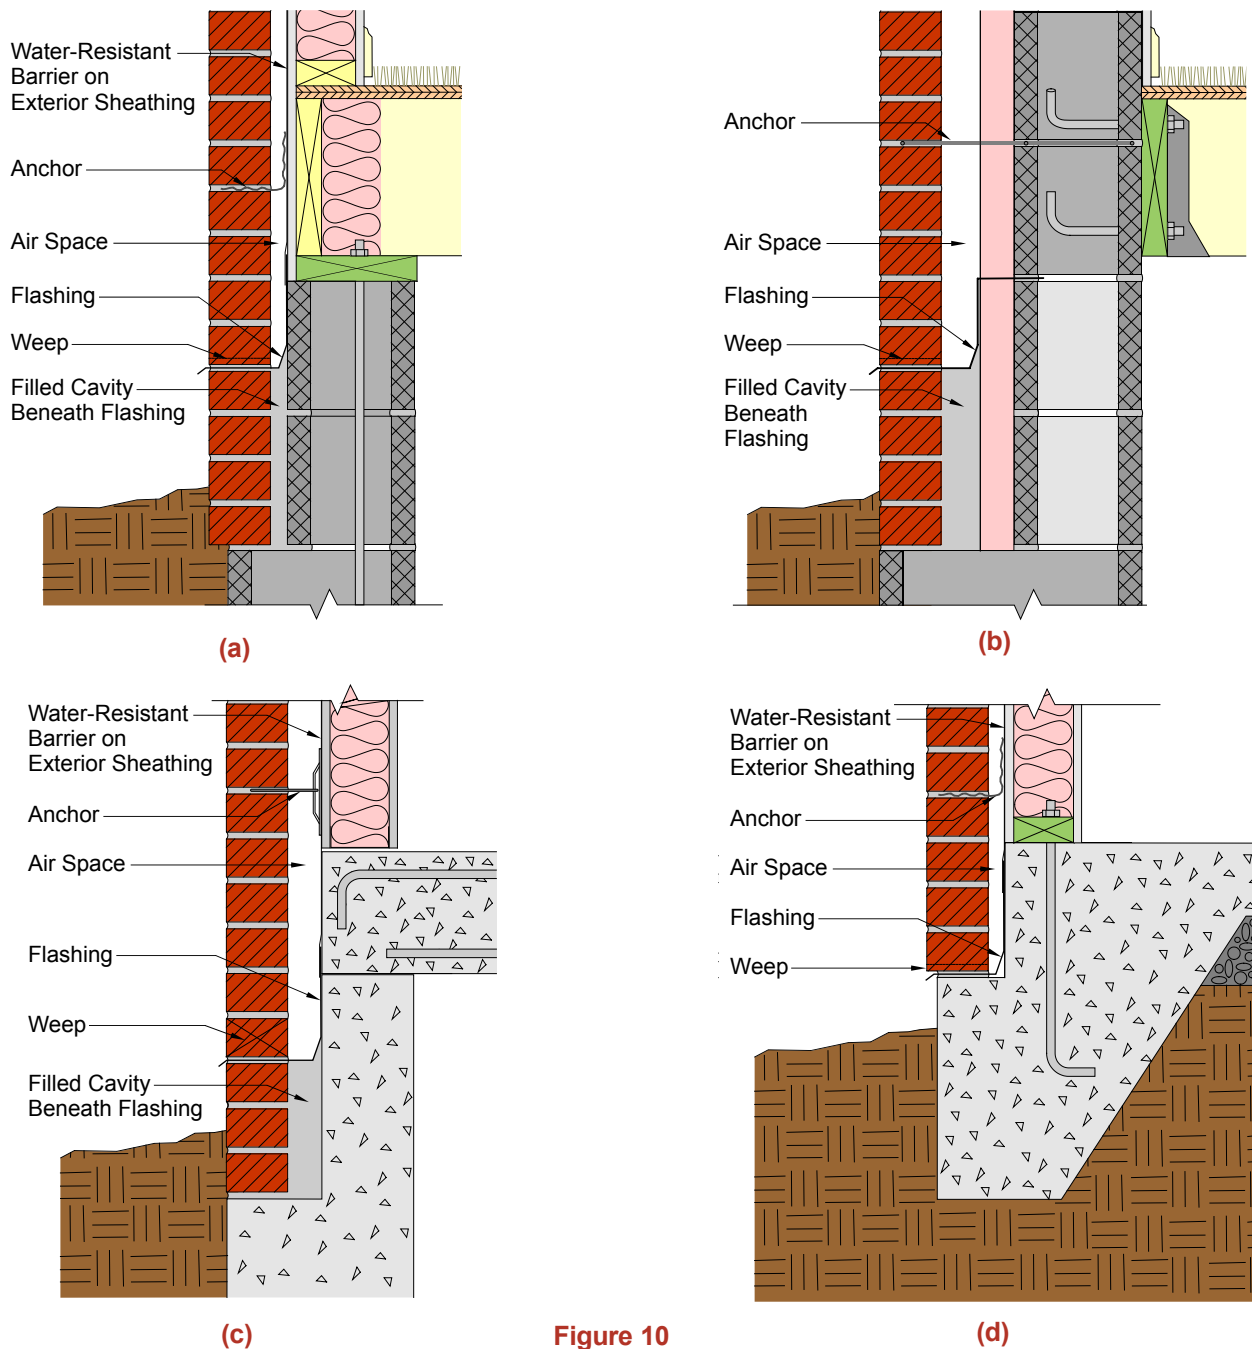 Water-Resistant
Barrier on
Exterior Sheathing
Anchor
Air Space
Flashing
Weep
Filled Cavity
Beneath Flashing
(a)
Anchor
Air Space
Flashing
Weep
Filled Cavity
Beneath
Flashing
(b)
Water-Resistant
Barrier on
Exterior Sheathing
Anchor
Air Space
Flashing
Weep
Filled Cavity
Beneath Flashing
(c)
Water-Resistant
Barrier on
Exterior Sheathing
Anchor
Air Space
Flashing
Weep
(d)
Figure 10